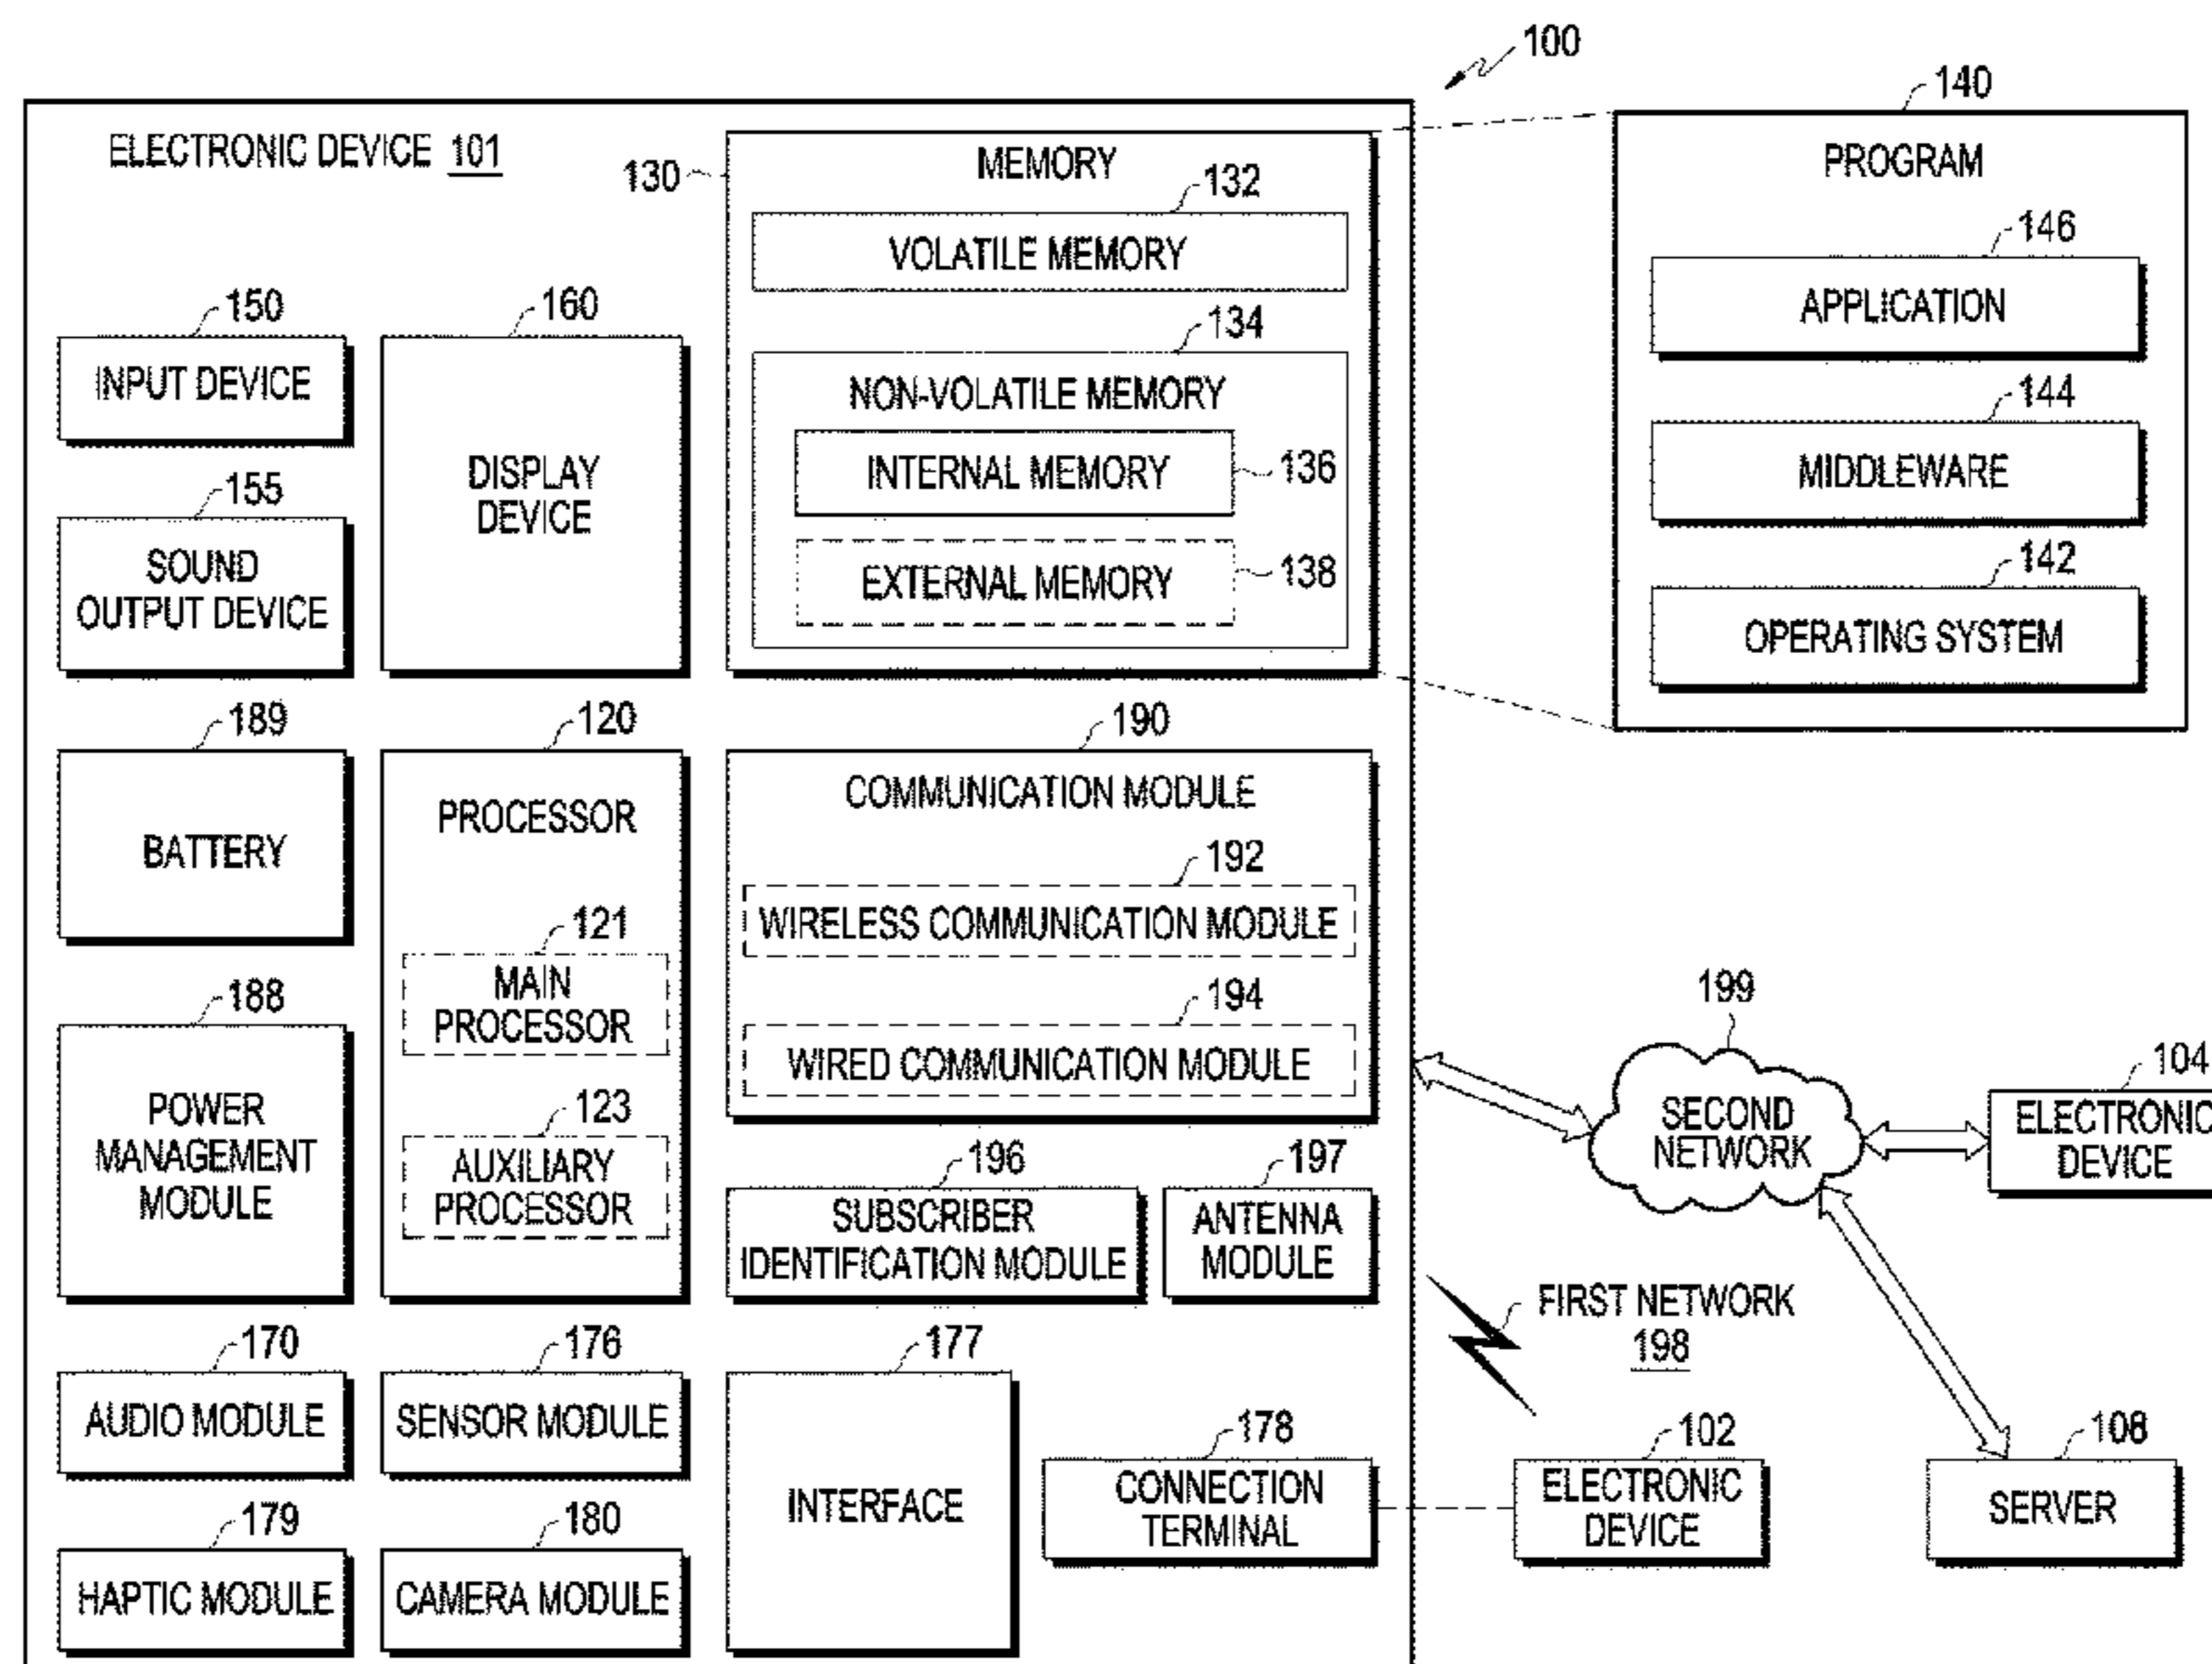 100
ELECTRONIC DEVICE 101
130
MEMORY
132
VOLATILE MEMORY
134
NON-VOLATILE MEMORY
INTERNAL MEMORY
136
EXTERNAL MEMORY
138
140
PROGRAM
146
APPLICATION
144
MIDDLEWARE
142
OPERATING SYSTEM
150
INPUT DEVICE
160
DISPLAY
DEVICE
155
SOUND
OUTPUT DEVICE
189
BATTERY
120
PROCESSOR
121
MAIN
PROCESSOR
123
AUXILIARY
PROCESSOR
190
COMMUNICATION MODULE
192
WIRELESS COMMUNICATION MODULE
194
WIRED COMMUNICATION MODULE
188
POWER
MANAGEMENT
MODULE
196
SUBSCRIBER
IDENTIFICATION MODULE
197
ANTENNA
MODULE
199
SECOND
NETWORK
104
ELECTRONIC
DEVICE
FIRST NETWORK
198
170
AUDIO MODULE
176
SENSOR MODULE
177
INTERFACE
178
CONNECTION
TERMINAL
102
ELECTRONIC
DEVICE
108
SERVER
179
HAPTIC MODULE
180
CAMERA MODULE